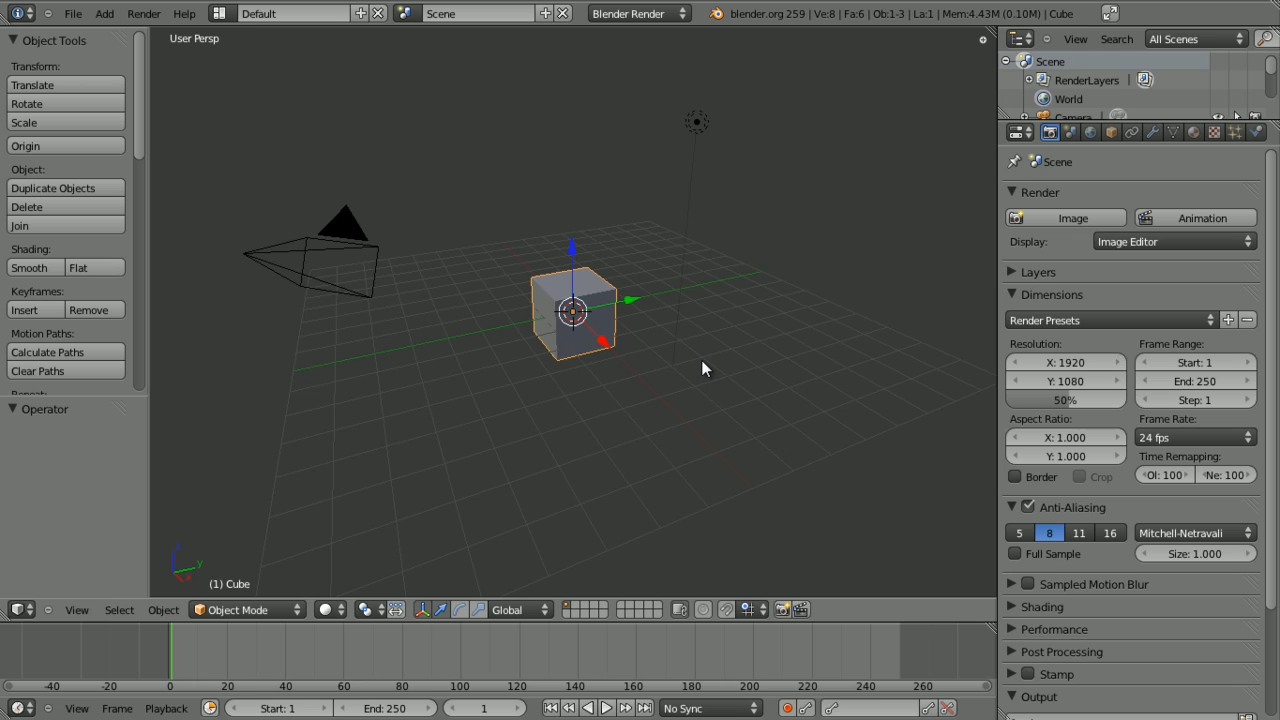 File Add Render Help Default Scene Blender Render blender.org 259 | Ve:8 | Fa:6 | Ob:1-3 | La:1 | Mem:4.43M (0.10M) | Cube
Object Tools
Transform:
Translate
Rotate
Scale
Origin
Object:
Duplicate Objects
Delete
Join
Shading:
Smooth Flat
Keyframes:
Insert Remove
Motion Paths:
Calculate Paths
Clear Paths
Repeat:
Operator
User Persp
z
y
x
(1) Cube
View Select Object Object Mode Global
-40 -20 0 20 40 60 80 100 120 140 160 180 200 220 240 260
View Frame Playback Start: 1 End: 250 1 No Sync
View Search All Scenes
Scene
RenderLayers |
World
Camera
Scene
Render
Image Animation
Display: Image Editor
Layers
Dimensions
Render Presets
Resolution: Frame Range:
X: 1920 Start: 1
Y: 1080 End: 250
50% Step: 1
Aspect Ratio: Frame Rate:
X: 1.000 24 fps
Y: 1.000 Time Remapping:
Border Crop Ol: 100 Ne: 100
Anti-Aliasing
5 8 11 16 Mitchell-Netravali
Full Sample Size: 1.000
Sampled Motion Blur
Shading
Performance
Post Processing
Stamp
Output